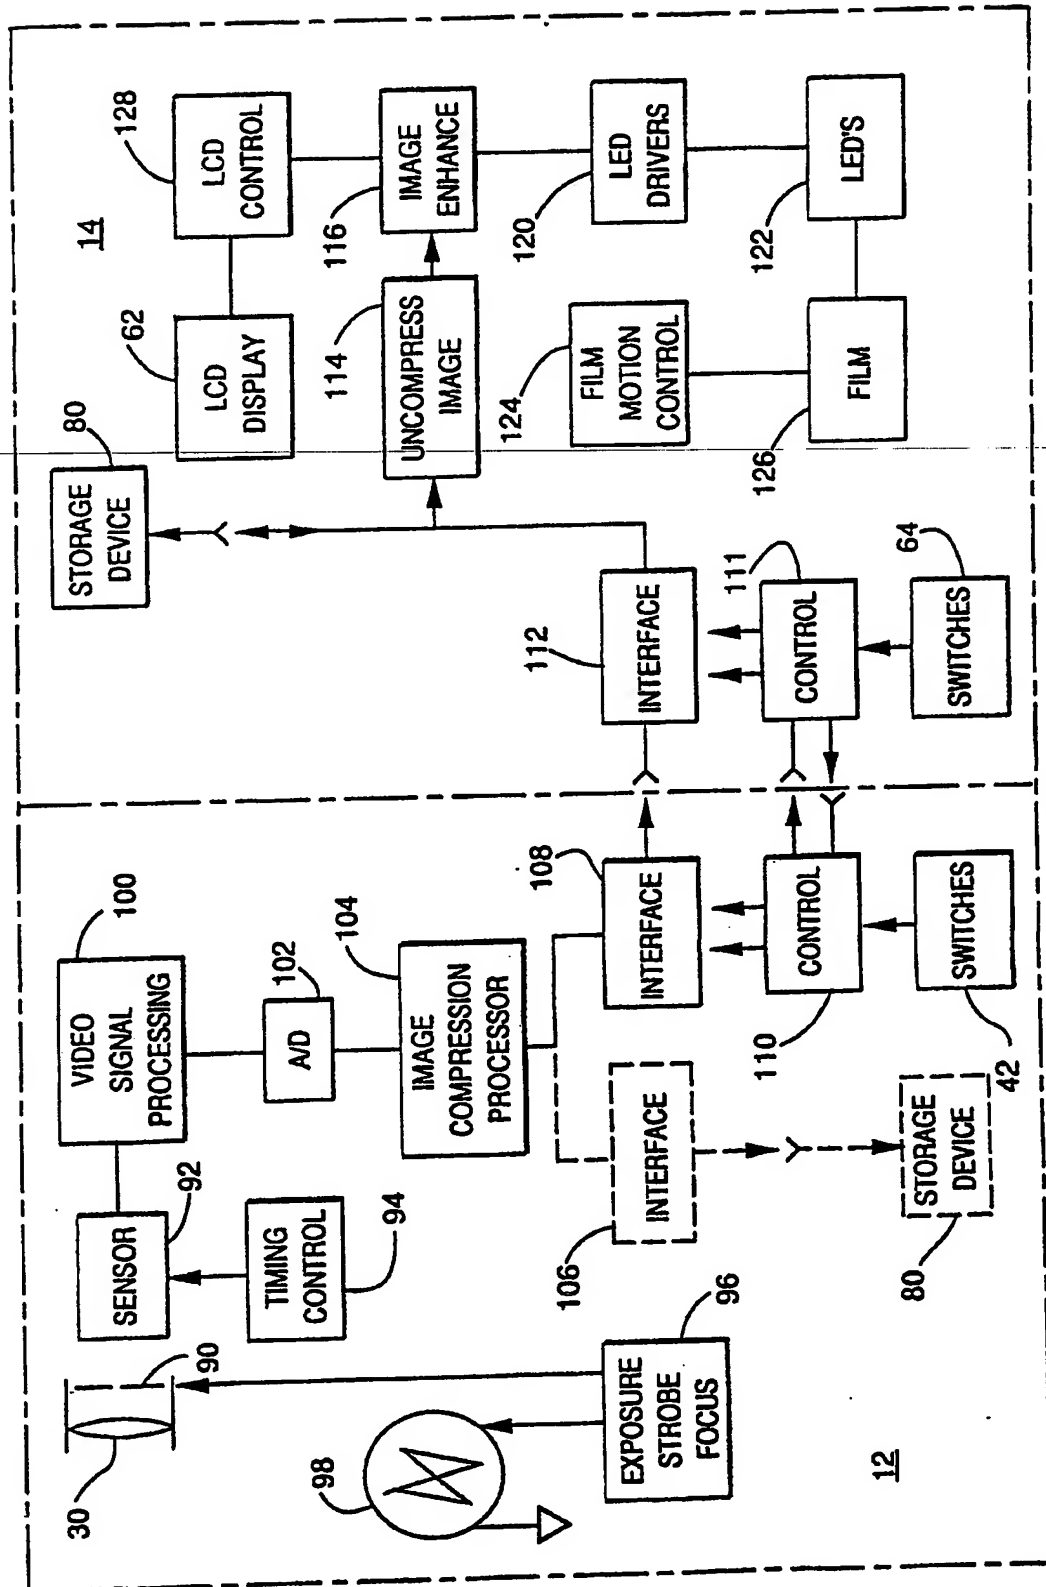 30
90
98
EXPOSURE
STROBE
FOCUS
96
12
SENSOR
92
TIMING
CONTROL
94
VIDEO
SIGNAL
PROCESSING
100
A/D
102
IMAGE
COMPRESSION
PROCESSOR
104
INTERFACE
106
STORAGE
DEVICE
80
INTERFACE
108
CONTROL
110
SWITCHES
42
STORAGE
DEVICE
80
INTERFACE
112
CONTROL
111
SWITCHES
64
14
LCD
DISPLAY
62
LCD
CONTROL
128
UNCOMPRESS
IMAGE
114
IMAGE
ENHANCE
116
FILM
MOTION
CONTROL
124
LED
DRIVERS
120
FILM
126
LED'S
122